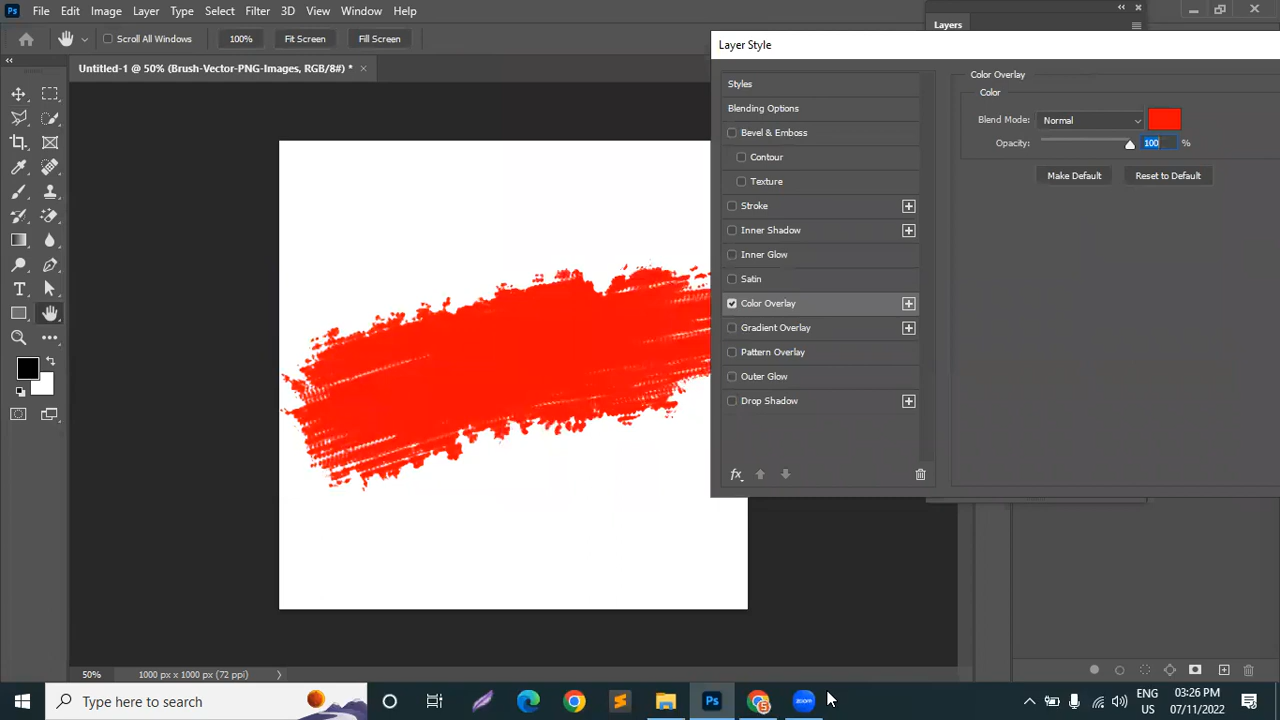 Ps File Edit Image Layer Type Select Filter 3D View Window Help
Layers
Scroll All Windows 100% Fit Screen Fill Screen
Layer Style
Untitled-1 @ 50% (Brush-Vector-PNG-Images, RGB/8#) *
Styles
Blending Options
Bevel & Emboss
Contour
Texture
Stroke
Inner Shadow
Inner Glow
Satin
Color Overlay
Gradient Overlay
Pattern Overlay
Outer Glow
Drop Shadow
fx
Color Overlay
Color
Blend Mode: Normal
Opacity: 100 %
Make Default Reset to Default
50% 1000 px x 1000 px (72 ppi)
Type here to search
Ps
zoom
ENG
US
03:26 PM
07/11/2022